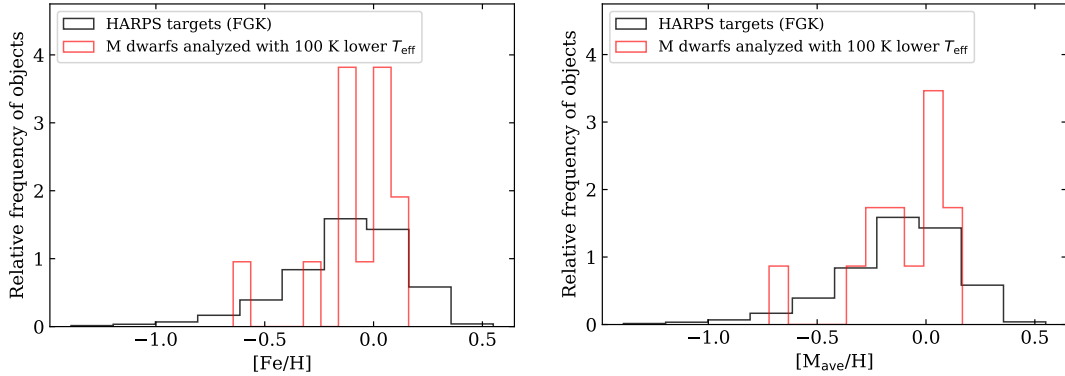 HARPS targets (FGK)
M dwarfs analyzed with 100 K lower T_eff
Relative frequency of objects
4
3
2
1
0
−1.0 −0.5 0.0 0.5
[Fe/H]
HARPS targets (FGK)
M dwarfs analyzed with 100 K lower T_eff
Relative frequency of objects
4
3
2
1
0
−1.0 −0.5 0.0 0.5
[M_ave/H]